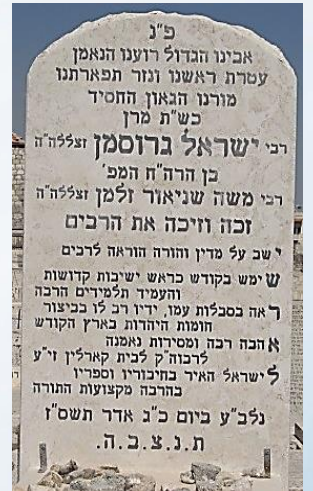 פ"נ
אבינו הגדול רוענו הנאמן
עטרת ראשנו ונזר תפארתנו
מורנו הגאון החסיד
כש"ת מרן
רבי ישראל גרוסמן זצללה"ה
בן הרה"ח המפ'
רבי משה שניאור זלמן זצללה"ה
זכה וזיכה את הרבים
ישב על מדין והורה הוראה לרבים
שימש בקודש כראש ישיבות קדושות
והעמיד תלמידים הרבה
ראה בסבלות עמו, ידיו רב לו בביצור
חומות היהדות בארץ הקודש
אהבה רבה ומסירות נאמנה
לרבוה"ק לבית קארלין זי"ע
לישראל האיר בחיבוריו וספריו
בהרבה מקצועות התורה
נלב"ע ביום כ"ג אדר תשס"ז
ת.נ.צ.ב.ה.